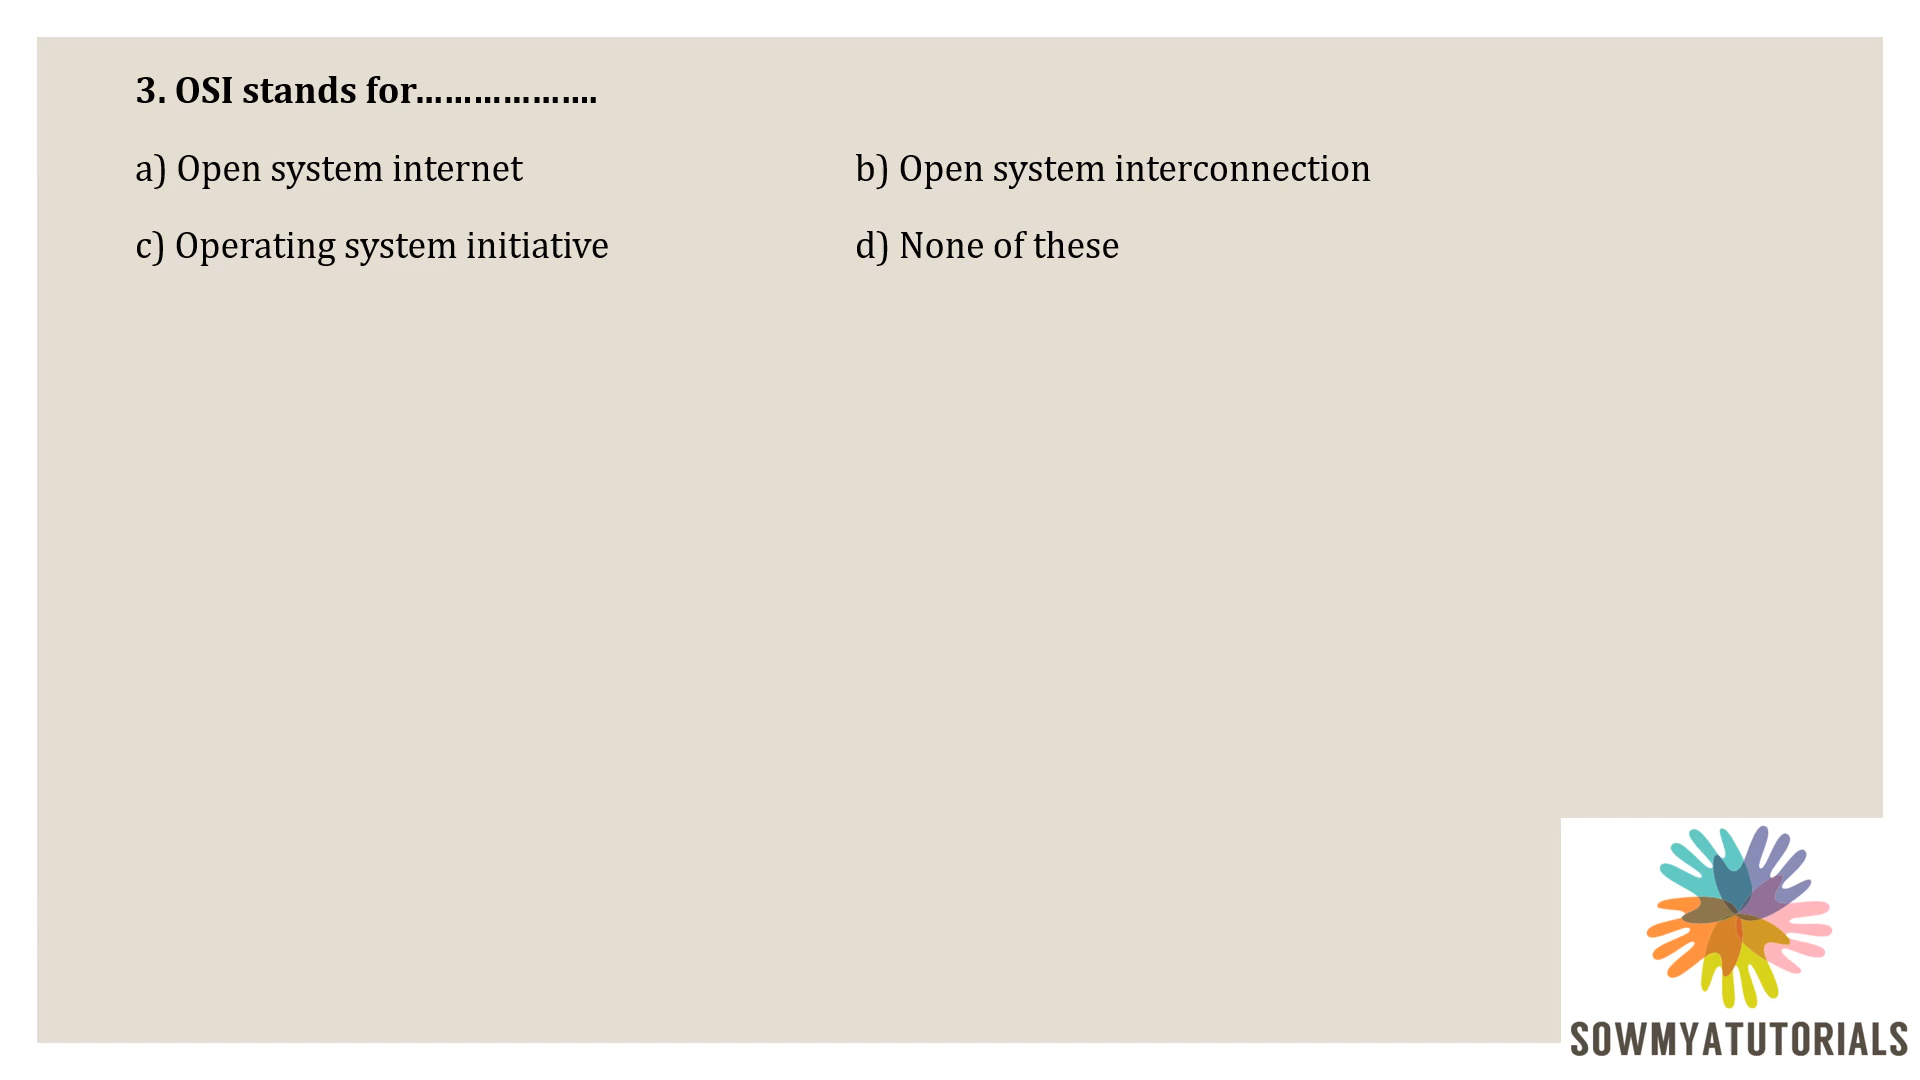 3. OSI stands for……………….
a) Open system internet b) Open system interconnection
c) Operating system initiative d) None of these
SOWMYATUTORIALS